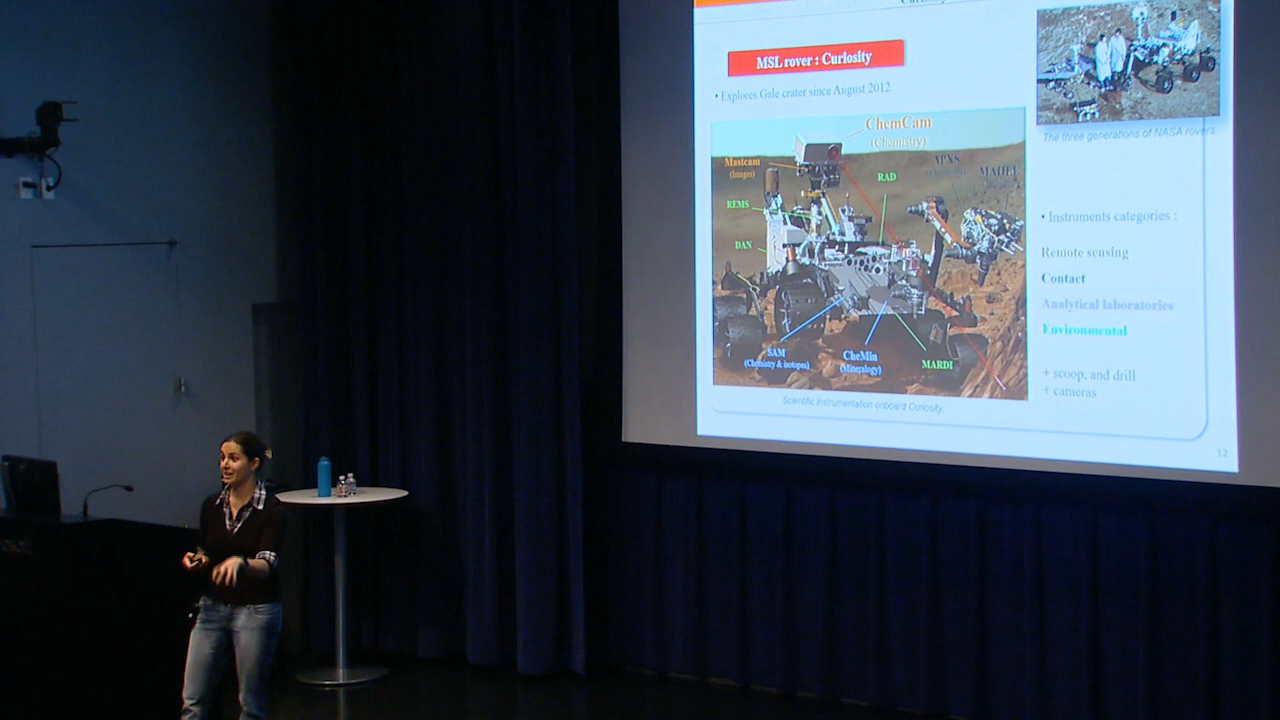 MSL rover : Curiosity
• Explores Gale crater since August 2012.
The three generations of NASA rovers
ChemCam
(Chemistry)
Mastcam
(Images)
RAD
APXS
MAHLI
REMS
DAN
SAM
(Chemistry & isotopes)
CheMin
(Mineralogy)
MARDI
Scientific instrumentation onboard Curiosity
• Instruments categories :
Remote sensing
Contact
Analytical laboratories
Environmental
+ scoop, and drill
+ cameras
12